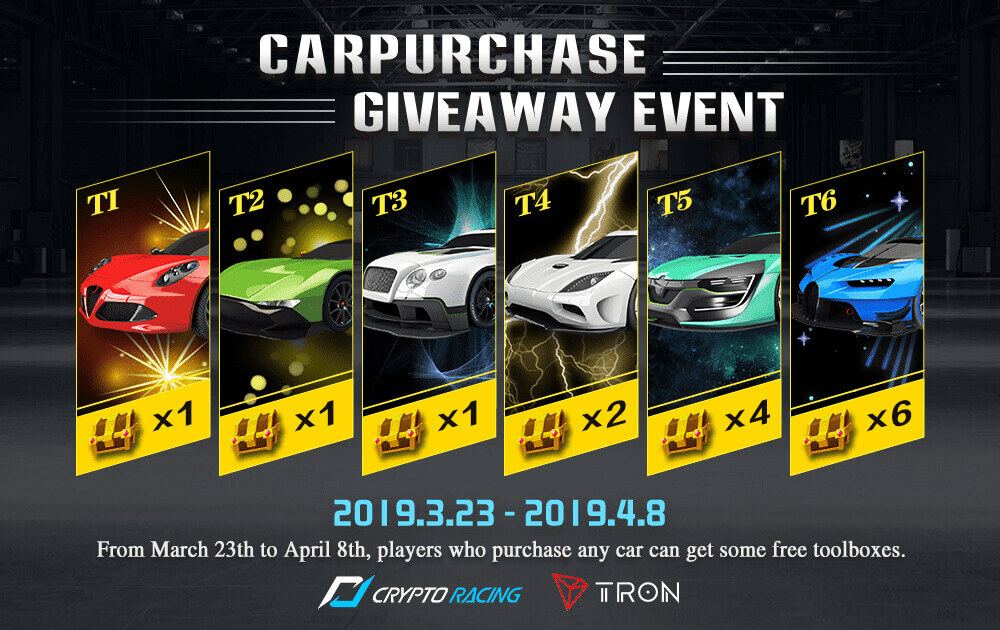 CARPURCHASE
GIVEAWAY EVENT
T1 T2 T3 T4 T5 T6
x1 x1 x1 x2 x4 x6
2019.3.23 - 2019.4.8
From March 23th to April 8th, players who purchase any car can get some free toolboxes.
CRYPTO RACING TRON